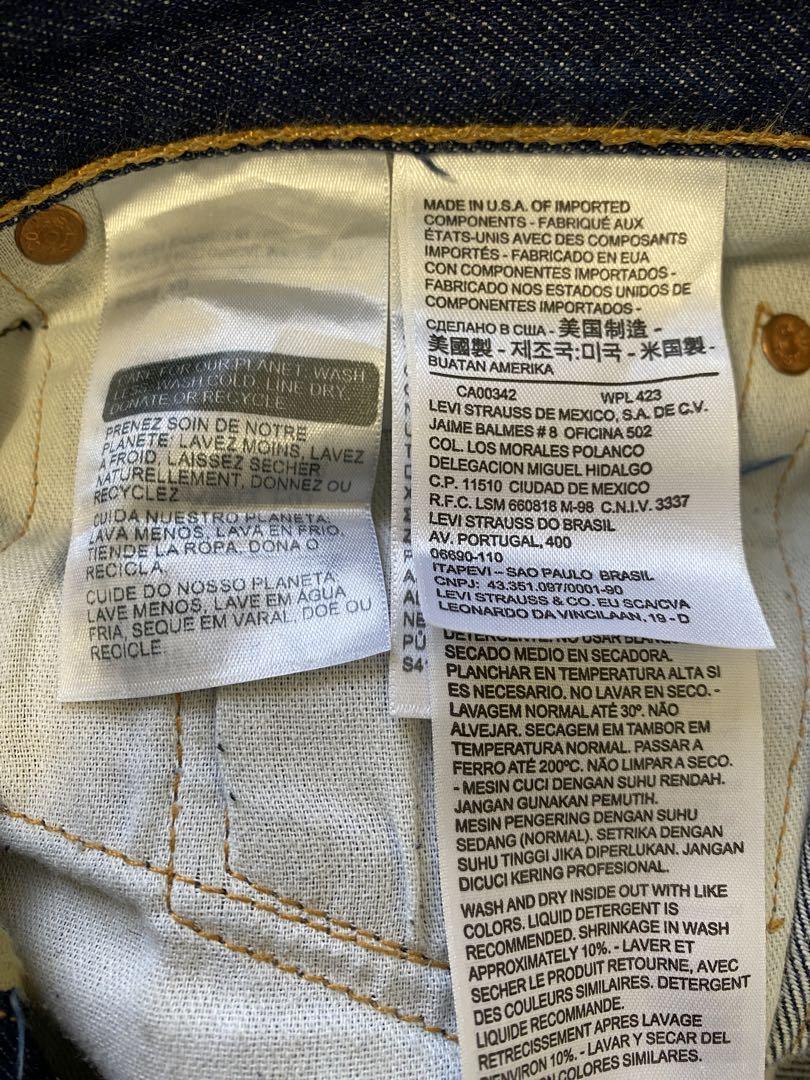 CARE FOR OUR PLANET. WASH
LESS, WASH COLD, LINE DRY,
DONATE OR RECYCLE.
PRENEZ SOIN DE NOTRE
PLANÈTE: LAVEZ MOINS, LAVEZ
À FROID, LAISSEZ SÉCHER
NATURELLEMENT, DONNEZ OU
RECYCLEZ
CUIDA NUESTRO PLANETA:
LAVA MENOS, LAVA EN FRIO,
TIENDE LA ROPA, DONA O
RECICLA.
CUIDE DO NOSSO PLANETA:
LAVE MENOS, LAVE EM ÁGUA
FRIA, SEQUE EM VARAL, DOE OU
RECICLE.
MADE IN U.S.A. OF IMPORTED
COMPONENTS - FABRIQUÉ AUX
ÉTATS-UNIS AVEC DES COMPOSANTS
IMPORTÉS - FABRICADO EN EUA
CON COMPONENTES IMPORTADOS -
FABRICADO NOS ESTADOS UNIDOS DE
COMPONENTES IMPORTADOS -
СДЕЛАНО В США - 美国制造 -
美國製 - 제조국:미국 - 米国製 -
BUATAN AMERIKA
CA00342 WPL 423
LEVI STRAUSS DE MEXICO, S.A. DE C.V.
JAIME BALMES # 8 OFICINA 502
COL. LOS MORALES POLANCO
DELEGACION MIGUEL HIDALGO
C.P. 11510 CIUDAD DE MEXICO
R.F.C. LSM 660818 M-98 C.N.I.V. 3337
LEVI STRAUSS DO BRASIL
AV. PORTUGAL, 400
06690-110
ITAPEVI – SAO PAULO BRASIL
CNPJ: 43.351.097/0001-90
LEVI STRAUSS & CO. EU SCA/CVA
LEONARDO DA VINCILAAN, 19 - D
DETERGENTE. NO USAR BLANQ
SECADO MEDIO EN SECADORA.
PLANCHAR EN TEMPERATURA ALTA SI
ES NECESARIO. NO LAVAR EN SECO. -
LAVAGEM NORMAL ATÉ 30º. NÃO
ALVEJAR. SECAGEM EM TAMBOR EM
TEMPERATURA NORMAL. PASSAR A
FERRO ATÉ 200ºC. NÃO LIMPAR A SECO.
- MESIN CUCI DENGAN SUHU RENDAH.
JANGAN GUNAKAN PEMUTIH.
MESIN PENGERING DENGAN SUHU
SEDANG (NORMAL). SETRIKA DENGAN
SUHU TINGGI JIKA DIPERLUKAN. JANGAN
DICUCI KERING PROFESIONAL.
WASH AND DRY INSIDE OUT WITH LIKE
COLORS. LIQUID DETERGENT IS
RECOMMENDED. SHRINKAGE IN WASH
APPROXIMATELY 10%. - LAVER ET
SECHER LE PRODUIT RETOURNE, AVEC
DES COULEURS SIMILAIRES. DETERGENT
LIQUIDE RECOMMANDE.
RETRECISSEMENT APRES LAVAGE
ENVIRON 10%. - LAVAR Y SECAR DEL
COLORES SIMILARES.